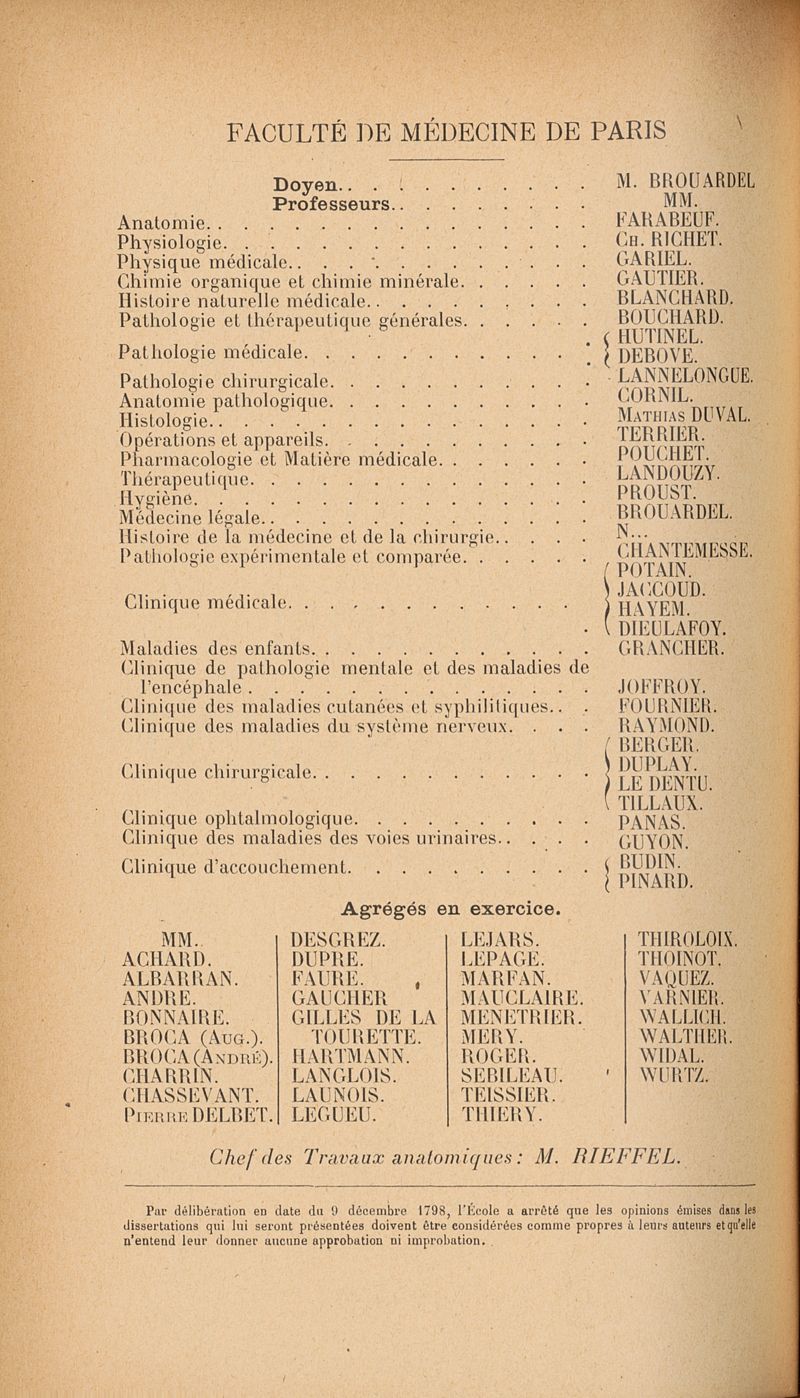 FACULTÉ DE MÉDECINE DE PARIS
Doyen. . . . . . . . . . . M. BROUARDEL
Professeurs. . . . . . . . . MM.
Anatomie. . . . . . . . . . . . . . . FARABEUF.
Physiologie. . . . . . . . . . . . . . . CH. RICHET.
Physique médicale. . . . . . . . . . . . GARIEL.
Chimie organique et chimie minérale. . . . . . GAUTIER.
Histoire naturelle médicale. . . . . . . . . . BLANCHARD.
Pathologie et thérapeutique générales. . . . . . BOUCHARD.
Pathologie médicale. . . . . . . . . . . . { HUTINEL.
{ DEBOVE.
Pathologie chirurgicale. . . . . . . . . . . LANNELONGUE.
Anatomie pathologique. . . . . . . . . . . CORNIL.
Histologie. . . . . . . . . . . . . . . MATHIAS DUVAL.
Opérations et appareils. . . . . . . . . . . TERRIER.
Pharmacologie et Matière médicale. . . . . . . POUCHET.
Thérapeutique. . . . . . . . . . . . . . LANDOUZY.
Hygiène. . . . . . . . . . . . . . . . PROUST.
Médecine légale. . . . . . . . . . . . . BROUARDEL.
Histoire de la médecine et de la chirurgie. . . . . N...
Pathologie expérimentale et comparée. . . . . . CHANTEMESSE.
Clinique médicale. . . . . . . . . . . . { POTAIN.
JACCOUD.
HAYEM.
DIEULAFOY.
Maladies des enfants. . . . . . . . . . . . GRANCHER.
Clinique de pathologie mentale et des maladies de
l'encéphale . . . . . . . . . . . . . . JOFFROY.
Clinique des maladies cutanées et syphilitiques. . . FOURNIER.
Clinique des maladies du système nerveux. . . . . RAYMOND.
Clinique chirurgicale. . . . . . . . . . . . { BERGER.
DUPLAY.
LE DENTU.
TILLAUX.
Clinique ophtalmologique. . . . . . . . . . PANAS.
Clinique des maladies des voies urinaires. . . . . GUYON.
Clinique d'accouchement. . . . . . . . . . { BUDIN.
{ PINARD.
Agrégés en exercice.
MM.
ACHARD.
ALBARRAN.
ANDRE.
BONNAIRE.
BROCA (AUG.).
BROCA (ANDRÉ).
CHARRIN.
CHASSEVANT.
PIERRE DELBET.
DESGREZ.
DUPRE.
FAURE.
GAUCHER
GILLES DE LA
TOURETTE.
HARTMANN.
LANGLOIS.
LAUNOIS.
LEGUEU.
LEJARS.
LEPAGE.
MARFAN.
MAUCLAIRE.
MENETRIER.
MERY.
ROGER.
SEBILEAU.
TEISSIER.
THIERY.
THIROLOIX.
THOINOT.
VAQUEZ.
VARNIER.
WALLICH.
WALTHER.
WIDAL.
WURTZ.
Chef des Travaux anatomiques : M. RIEFFEL.
Par délibération en date du 9 décembre 1798, l'École a arrêté que les opinions émises dans les
dissertations qui lui seront présentées doivent être considérées comme propres à leurs auteurs et qu'elle
n'entend leur donner aucune approbation ni improbation.